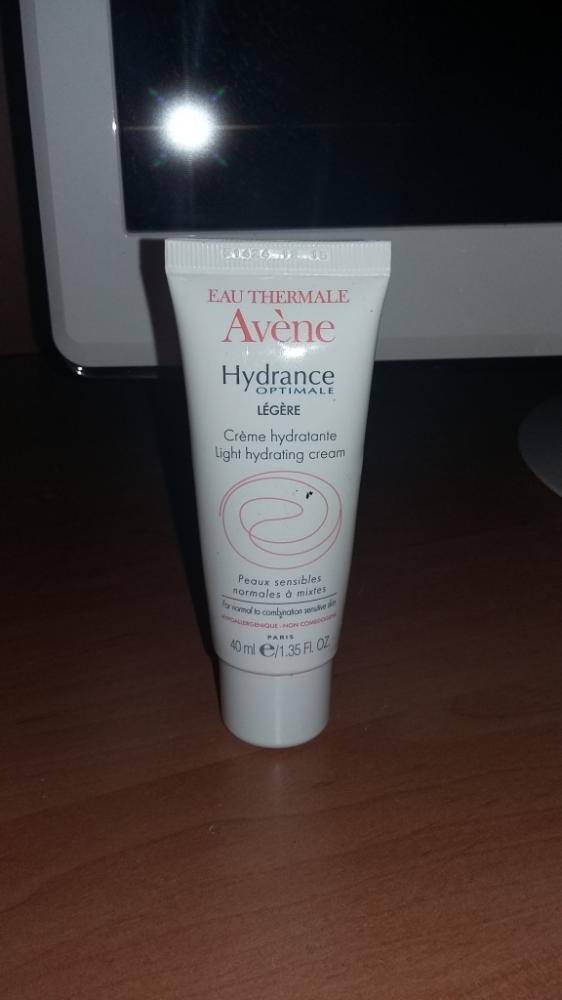 EAU THERMALE
Avène
Hydrance
OPTIMALE
LÉGÈRE
Crème hydratante
Light hydrating cream
Peaux sensibles
normales à mixtes
For normal to combination sensitive skin
HYPOALLERGENIQUE - NON COMEDOGENE
PARIS
40 ml e/1.35 FL. OZ.